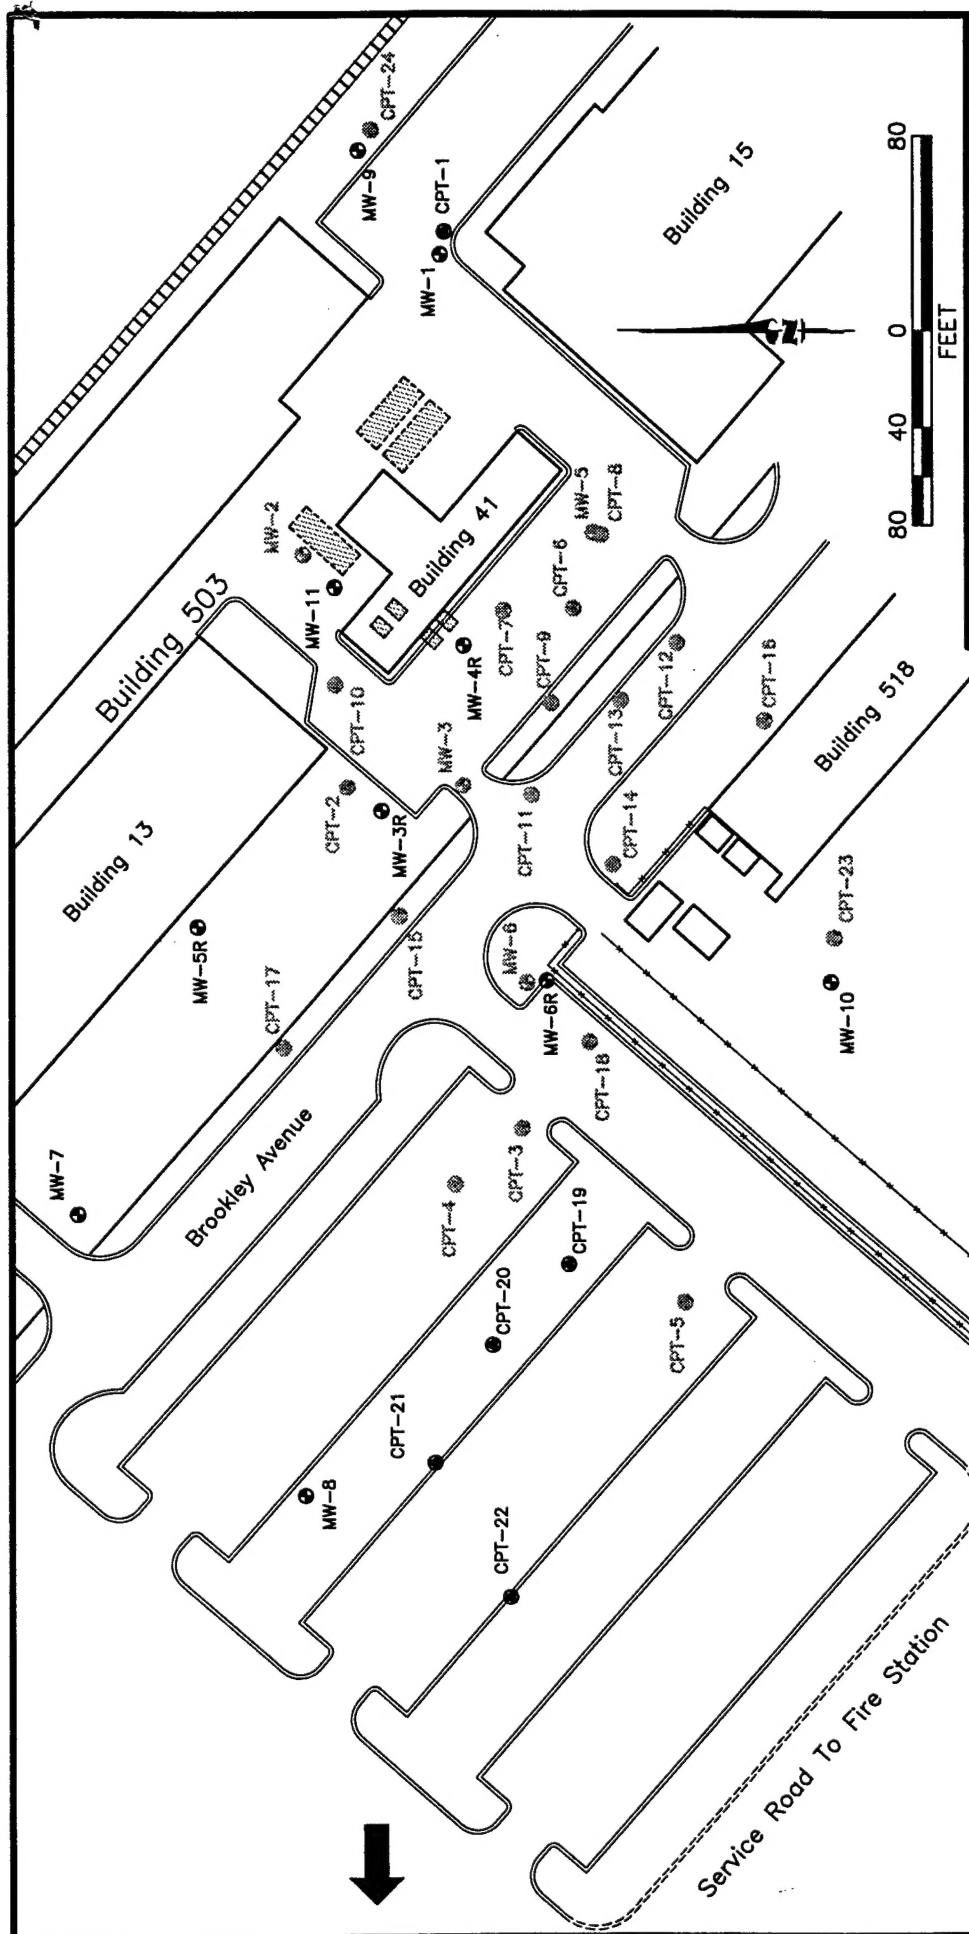 CPT-24
MW-9
CPT-1
MW-1
Building 15
80
0
40
80
FEET
N
MW-2
MW-11
Building 503
Building 41
MW-5
CPT-8
CPT-6
CPT-7
MW-4R
CPT-9
CPT-10
CPT-12
CPT-13
CPT-16
MW-3
CPT-2
MW-3R
CPT-11
CPT-14
Building 518
Building 13
MW-5R
CPT-15
CPT-17
MW-6
MW-6R
CPT-23
MW-10
CPT-18
MW-7
Brookley Avenue
CPT-3
CPT-4
CPT-19
CPT-20
CPT-5
CPT-21
MW-8
CPT-22
Service Road To Fire Station